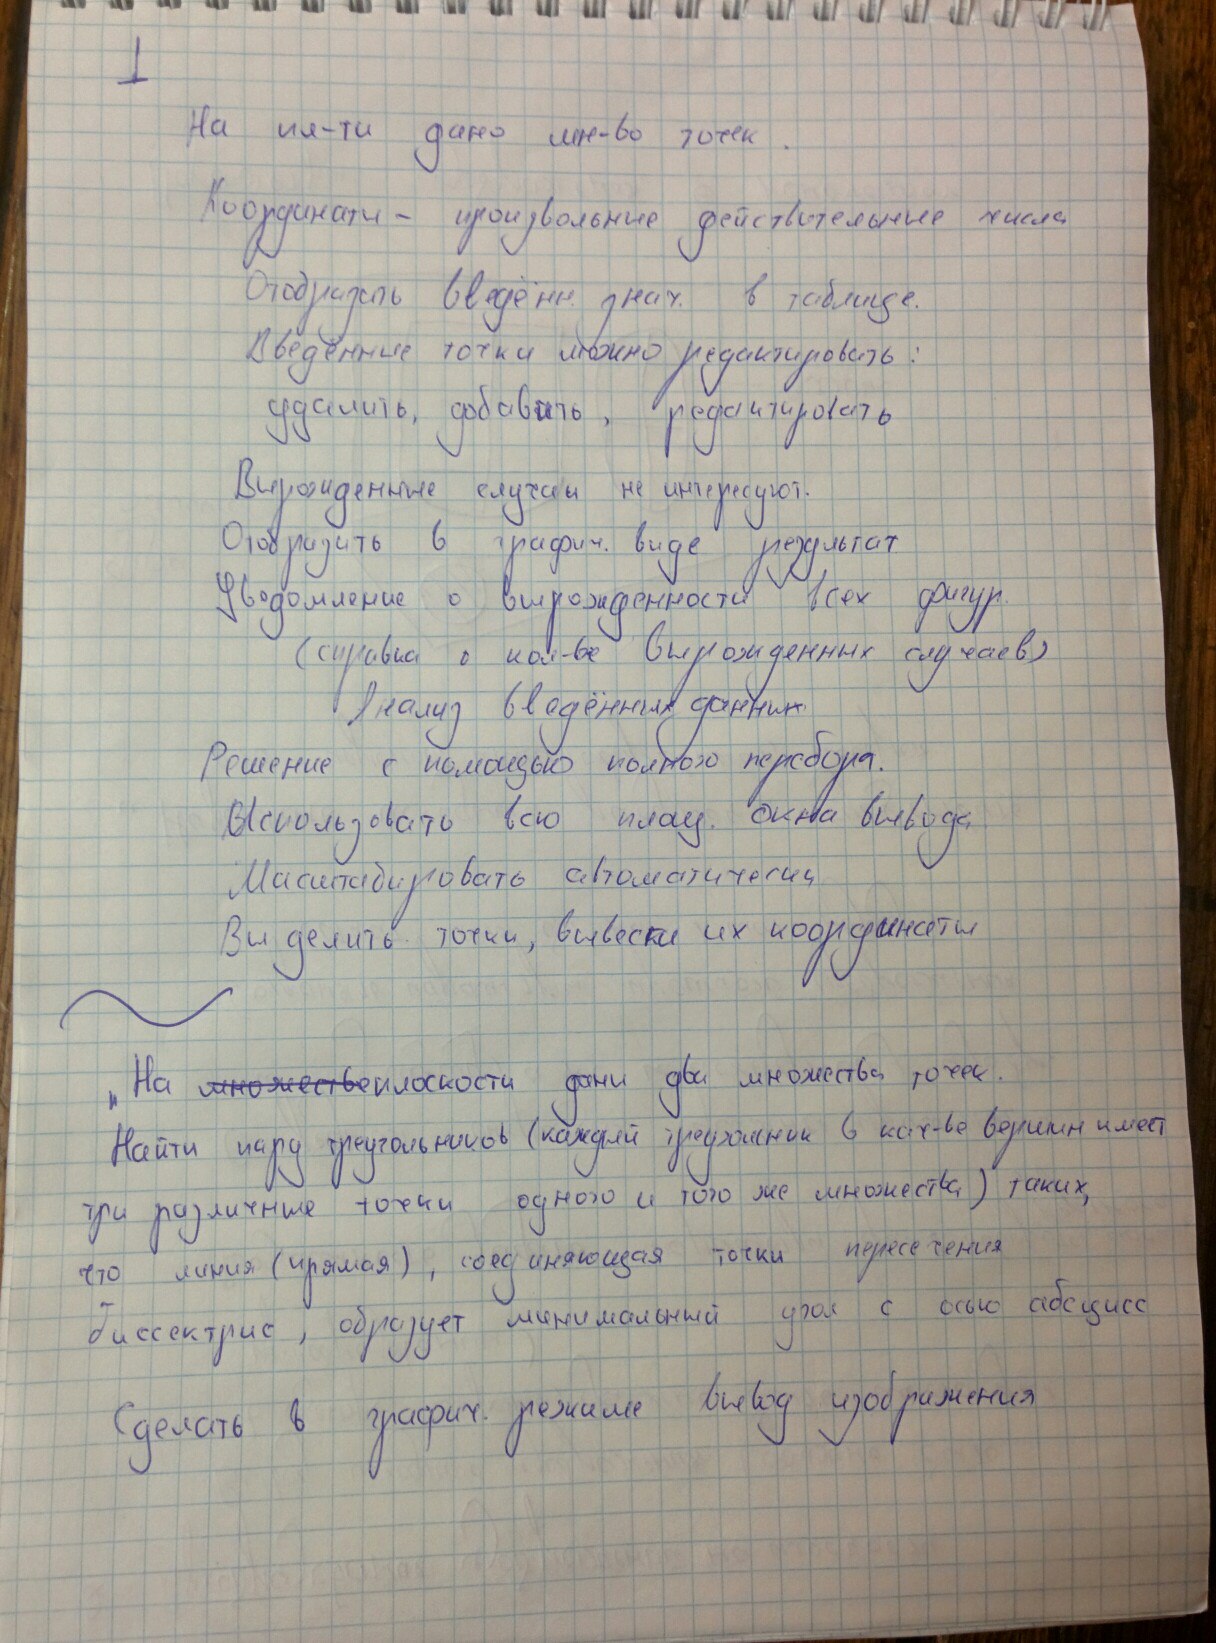 1
На пл-ти дано мн-во точек.
Координаты - произвольные действительные числа
Отобразить введённ. знач. в таблице.
Введённые точки можно редактировать:
удалить, добавить, редактировать
Вырожденные случаи не интересуют.
Отобразить в графич. виде результат
Уведомление о вырожденности всех фигур.
(справка о кол-ве вырожденных случаев)
Анализ введённых данных
Решение с помощью полного перебора.
Использовать всю площ. окна вывода
Масштабировать автоматически
Выделить точки, вывести их координаты
„На множестве плоскости даны два множества точек.
Найти пару треугольников (каждый треугольник в кач-ве вершин имеет
три различные точки одного и того же множества) таких,
что линия (прямая), соединяющая точки пересечения
биссектрис, образует минимальный угол с осью абсцисс
Сделать в графич. режиме вывод изображения